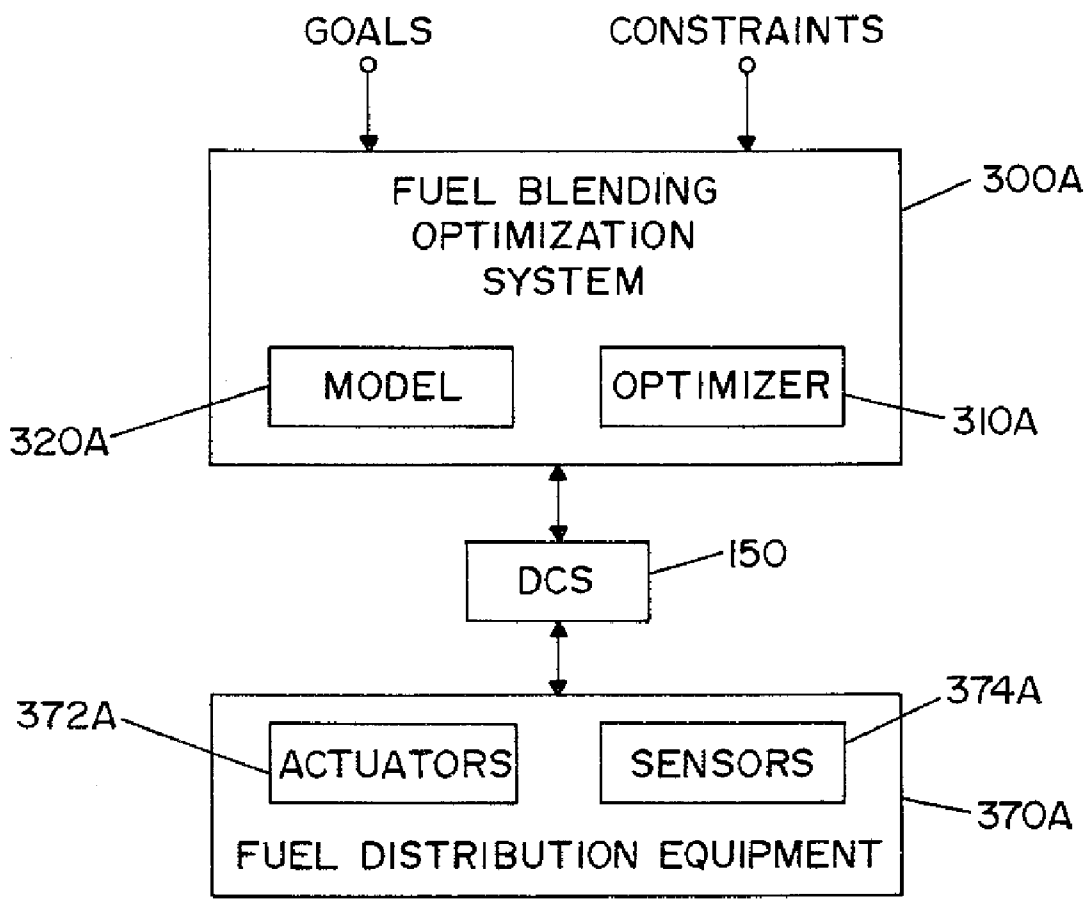 GOALS
CONSTRAINTS
FUEL BLENDING
OPTIMIZATION
SYSTEM
300A
MODEL
OPTIMIZER
320A
310A
DCS
150
372A
374A
ACTUATORS
SENSORS
370A
FUEL DISTRIBUTION EQUIPMENT